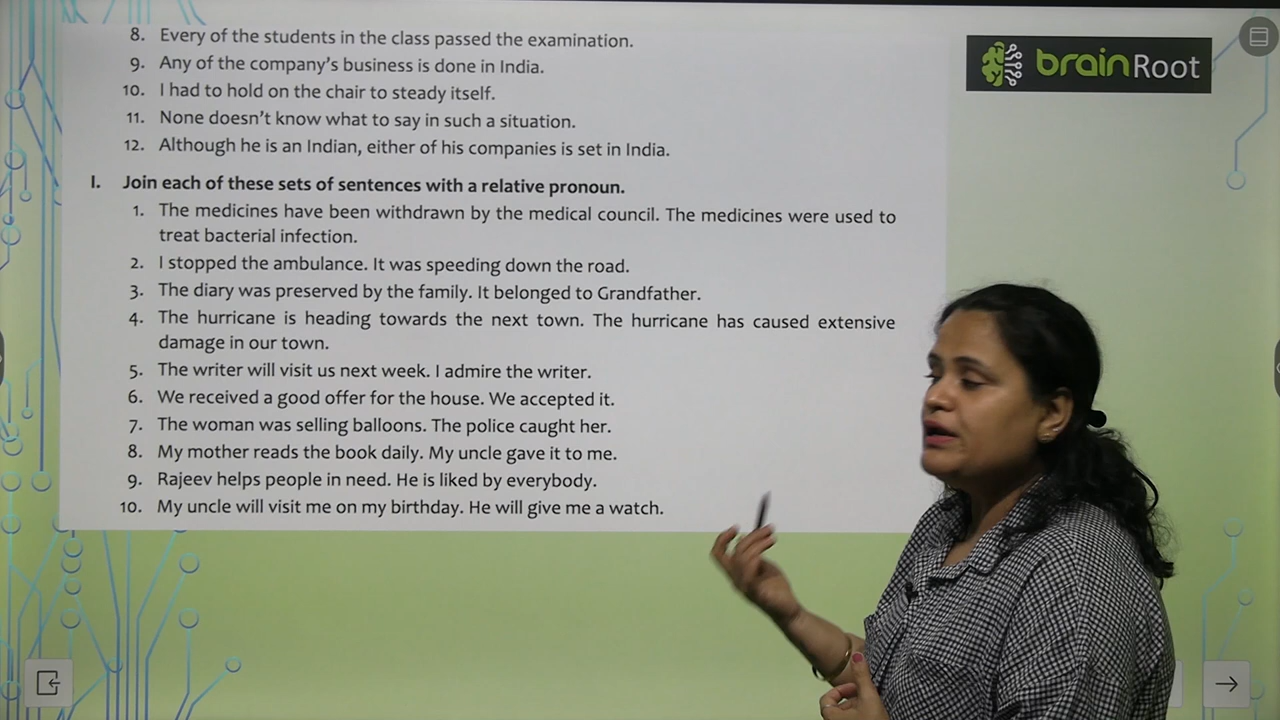 8. Every of the students in the class passed the examination.
9. Any of the company's business is done in India.
10. I had to hold on the chair to steady itself.
11. None doesn't know what to say in such a situation.
12. Although he is an Indian, either of his companies is set in India.
brainRoot
I. Join each of these sets of sentences with a relative pronoun.
1. The medicines have been withdrawn by the medical council. The medicines were used to
treat bacterial infection.
2. I stopped the ambulance. It was speeding down the road.
3. The diary was preserved by the family. It belonged to Grandfather.
4. The hurricane is heading towards the next town. The hurricane has caused extensive
damage in our town.
5. The writer will visit us next week. I admire the writer.
6. We received a good offer for the house. We accepted it.
7. The woman was selling balloons. The police caught her.
8. My mother reads the book daily. My uncle gave it to me.
9. Rajeev helps people in need. He is liked by everybody.
10. My uncle will visit me on my birthday. He will give me a watch.